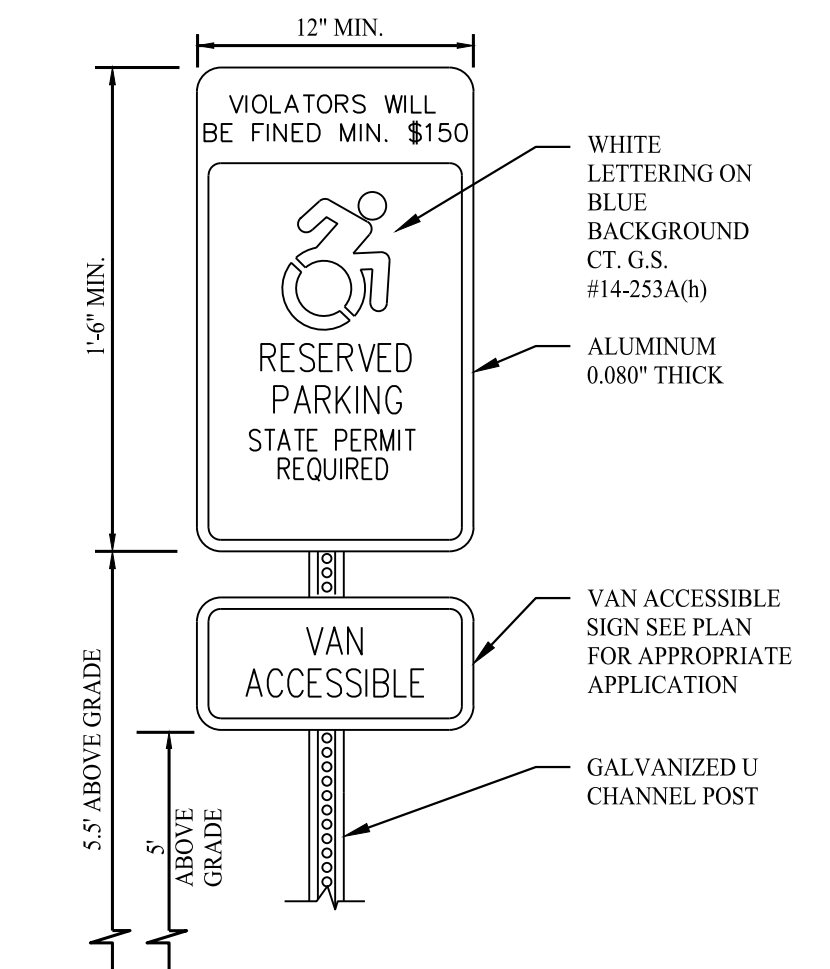 12" MIN.
VIOLATORS WILL
BE FINED MIN. $150
RESERVED
PARKING
STATE PERMIT
REQUIRED
VAN
ACCESSIBLE
1'-6" MIN.
5.5' ABOVE GRADE
5'
ABOVE
GRADE
WHITE
LETTERING ON
BLUE
BACKGROUND
CT. G.S.
#14-253A(h)
ALUMINUM
0.080" THICK
VAN ACCESSIBLE
SIGN SEE PLAN
FOR APPROPRIATE
APPLICATION
GALVANIZED U
CHANNEL POST